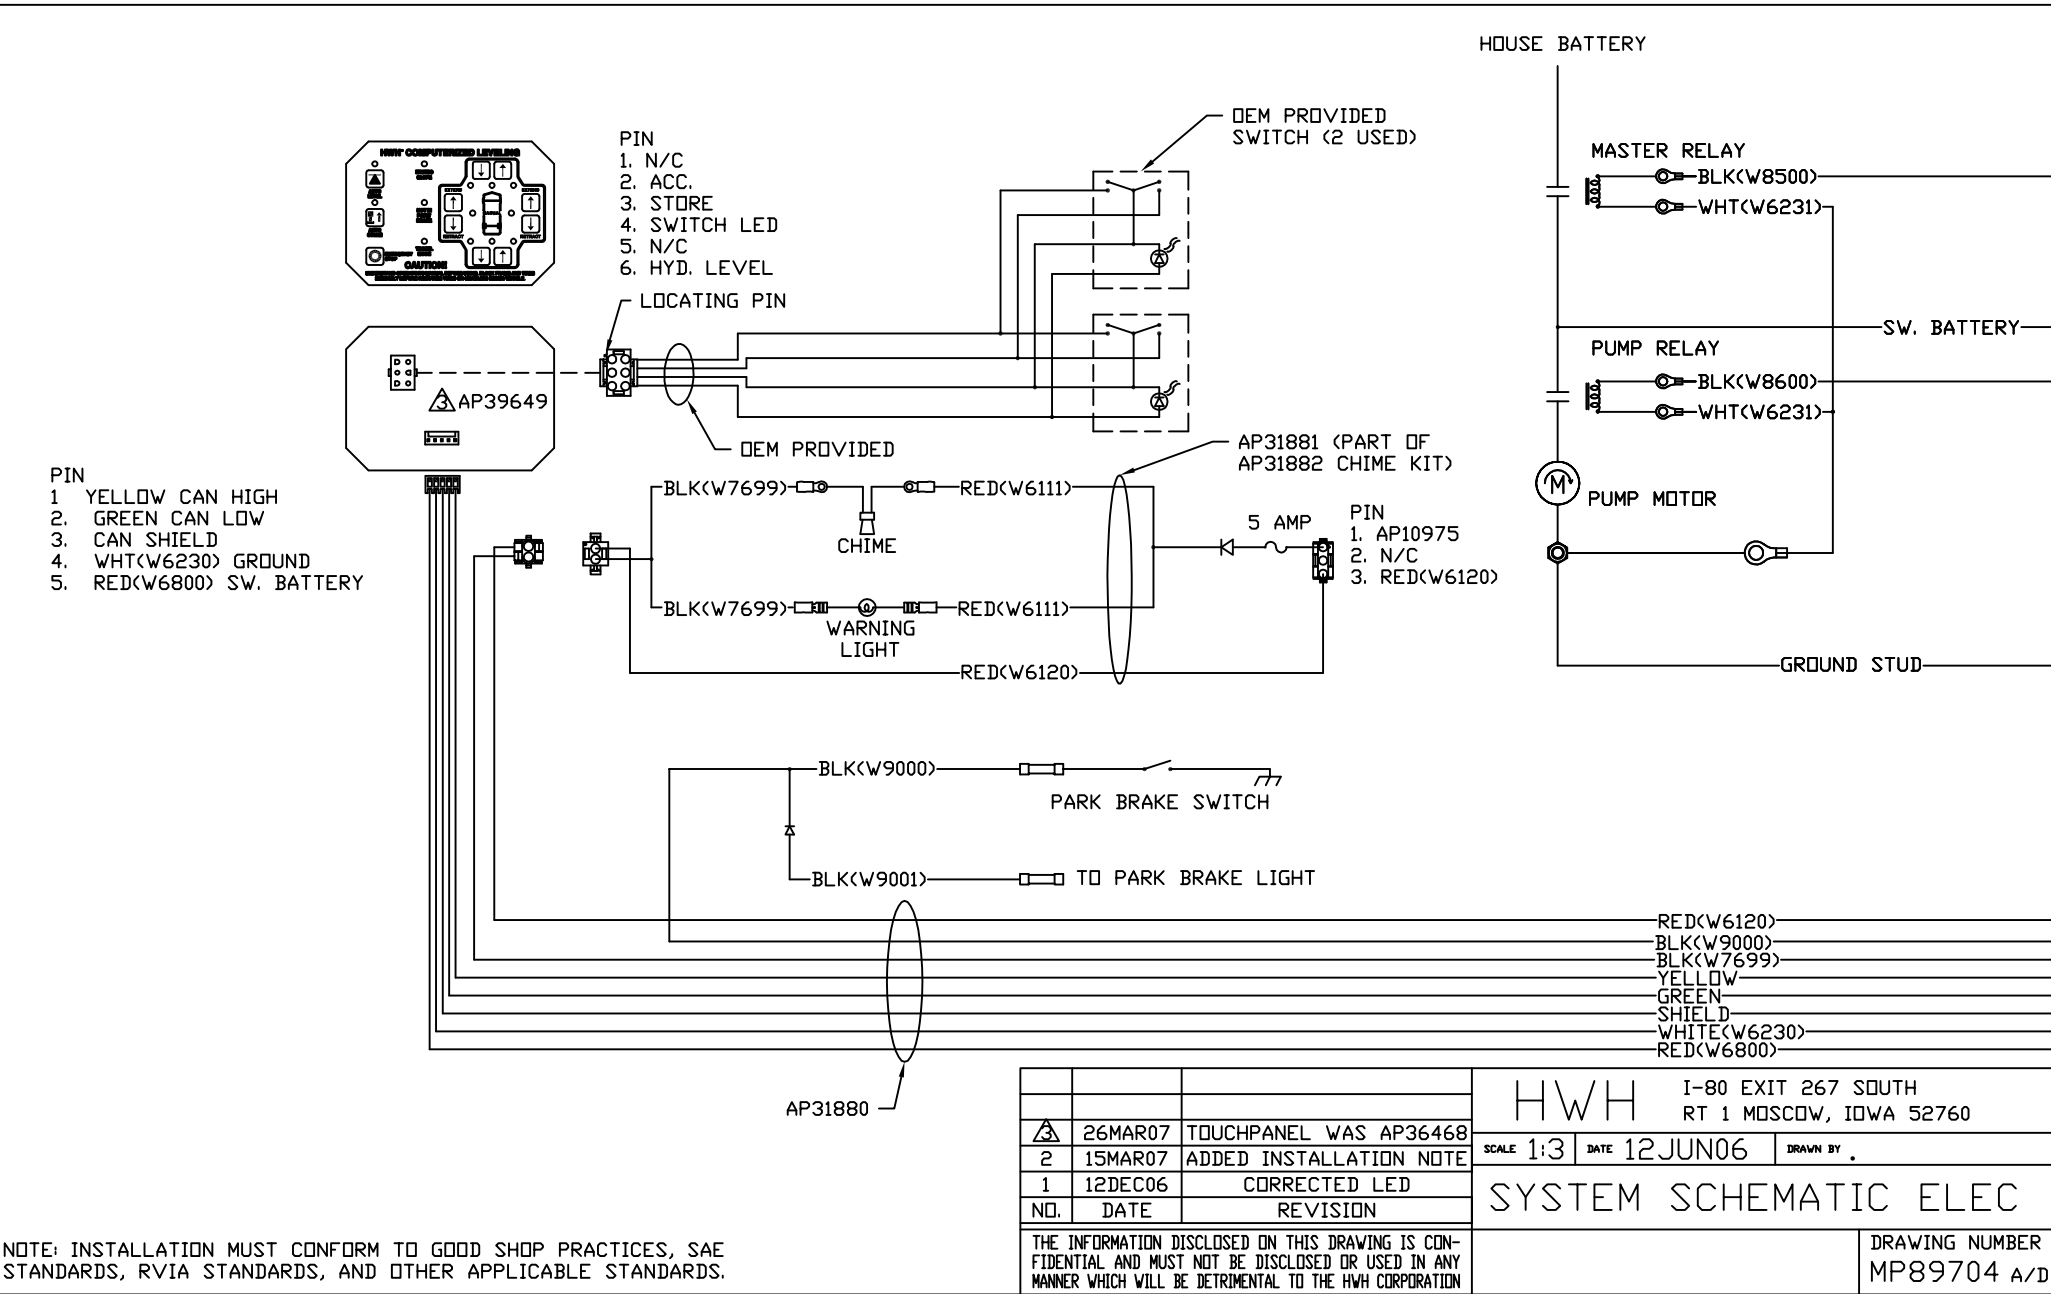 HOUSE BATTERY
OEM PROVIDED
SWITCH (2 USED)
PIN
1. N/C
2. ACC.
3. STORE
4. SWITCH LED
5. N/C
6. HYD. LEVEL
LOCATING PIN
MASTER RELAY
BLK(W8500)
WHT(W6231)
SW. BATTERY
PUMP RELAY
BLK(W8600)
WHT(W6231)
PUMP MOTOR
GROUND STUD
HWH COMPUTERIZED LEVELING
CAUTION!
3 AP39649
OEM PROVIDED
PIN
1 YELLOW CAN HIGH
2. GREEN CAN LOW
3. CAN SHIELD
4. WHT(W6230) GROUND
5. RED(W6800) SW. BATTERY
AP31881 (PART OF
AP31882 CHIME KIT)
BLK(W7699)
RED(W6111)
CHIME
5 AMP
PIN
1. AP10975
2. N/C
3. RED(W6120)
M
BLK(W7699)
RED(W6111)
WARNING
LIGHT
RED(W6120)
BLK(W9000)
PARK BRAKE SWITCH
BLK(W9001)
TO PARK BRAKE LIGHT
RED(W6120)
BLK(W9000)
BLK(W7699)
YELLOW
GREEN
SHIELD
WHITE(W6230)
RED(W6800)
AP31880
3 26MAR07 TOUCHPANEL WAS AP36468
2 15MAR07 ADDED INSTALLATION NOTE
1 12DEC06 CORRECTED LED
NO. DATE REVISION
THE INFORMATION DISCLOSED ON THIS DRAWING IS CON-
FIDENTIAL AND MUST NOT BE DISCLOSED OR USED IN ANY
MANNER WHICH WILL BE DETRIMENTAL TO THE HWH CORPORATION
HWH
I-80 EXIT 267 SOUTH
RT 1 MOSCOW, IOWA 52760
SCALE 1:3 DATE 12JUN06 DRAWN BY .
SYSTEM SCHEMATIC ELEC
DRAWING NUMBER
MP89704 A/D
NOTE: INSTALLATION MUST CONFORM TO GOOD SHOP PRACTICES, SAE
STANDARDS, RVIA STANDARDS, AND OTHER APPLICABLE STANDARDS.